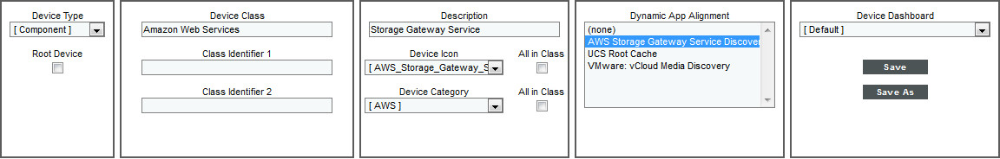 Device Type
[ Component ]
Root Device
Device Class
Amazon Web Services
Class Identifier 1
Class Identifier 2
Description
Storage Gateway Service
Device Icon
All in Class
[ AWS_Storage_Gateway_S
Device Category
All in Class
[ AWS ]
Dynamic App Alignment
(none)
AWS Storage Gateway Service Discover
UCS Root Cache
VMware: vCloud Media Discovery
Device Dashboard
[ Default ]
Save
Save As